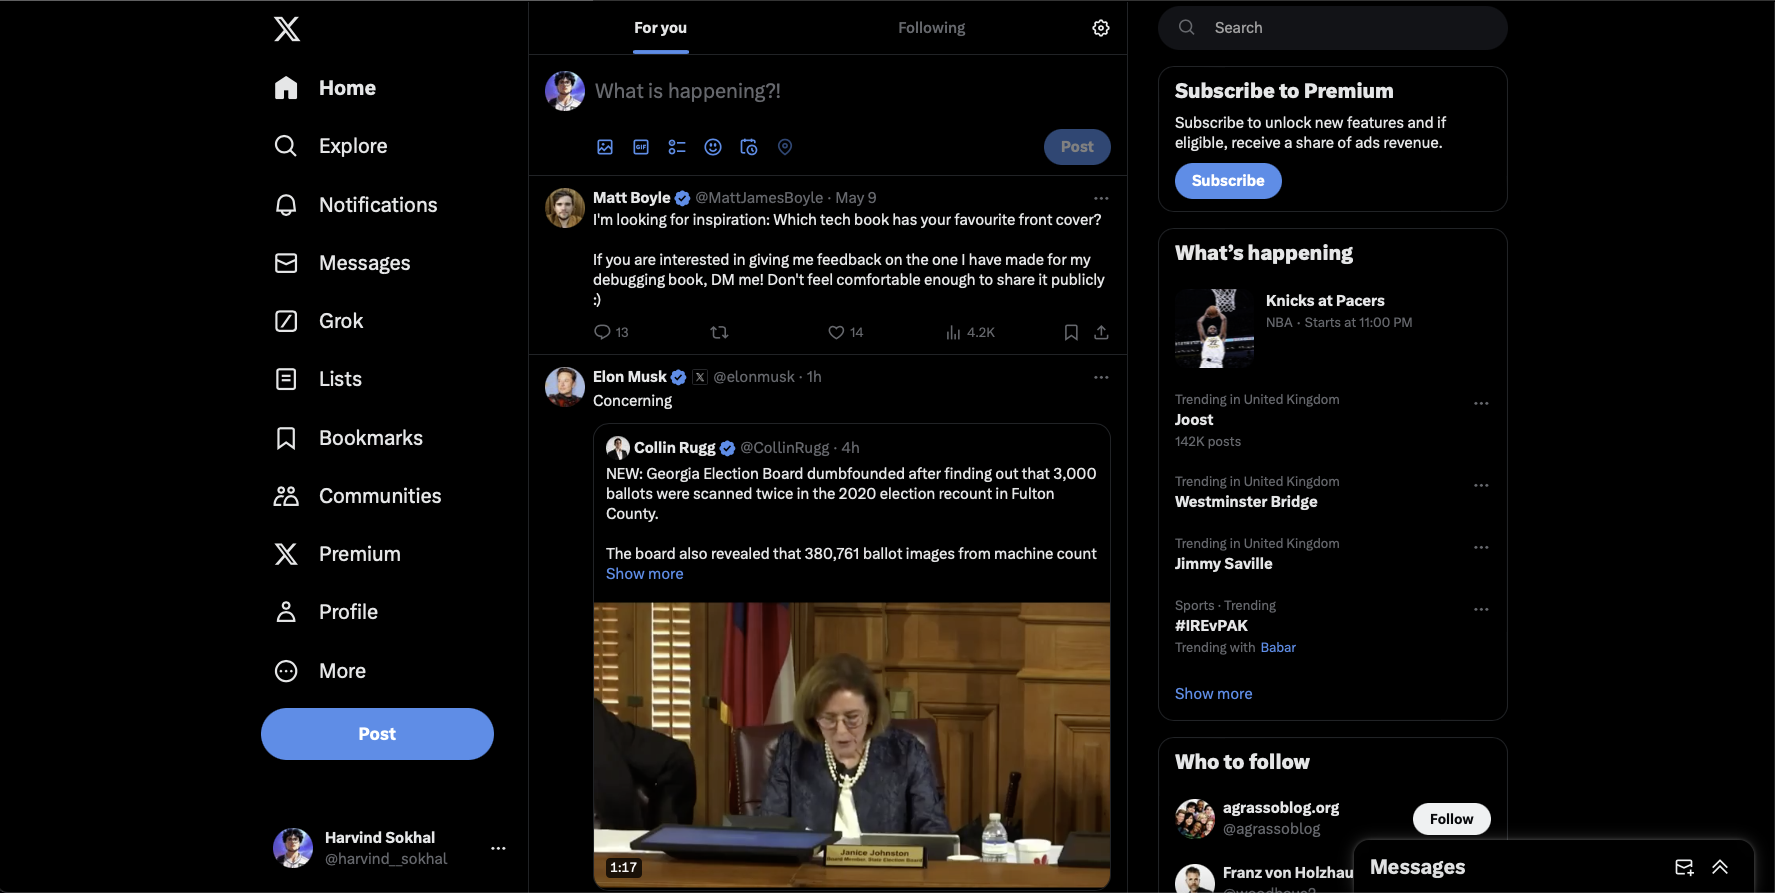 Home
Explore
Notifications
Messages
Grok
Lists
Bookmarks
Communities
Premium
Profile
More
Post
Harvind Sokhal
@harvind__sokhal
For you
Following
What is happening?!
GIF
Post
Matt Boyle @MattJamesBoyle · May 9
I'm looking for inspiration: Which tech book has your favourite front cover?
If you are interested in giving me feedback on the one I have made for my
debugging book, DM me! Don't feel comfortable enough to share it publicly
:)
13
14
4.2K
Elon Musk @elonmusk · 1h
Concerning
Collin Rugg @CollinRugg · 4h
NEW: Georgia Election Board dumbfounded after finding out that 3,000
ballots were scanned twice in the 2020 election recount in Fulton
County.
The board also revealed that 380,761 ballot images from machine count
Show more
Janice Johnston
Board Member State Election Board
1:17
Search
Subscribe to Premium
Subscribe to unlock new features and if
eligible, receive a share of ads revenue.
Subscribe
What's happening
Knicks at Pacers
NBA · Starts at 11:00 PM
Trending in United Kingdom
Joost
142K posts
Trending in United Kingdom
Westminster Bridge
Trending in United Kingdom
Jimmy Saville
Sports · Trending
#IREvPAK
Trending with Babar
Show more
Who to follow
agrassoblog.org
@agrassoblog
Follow
Franz von Holzhau
Messages